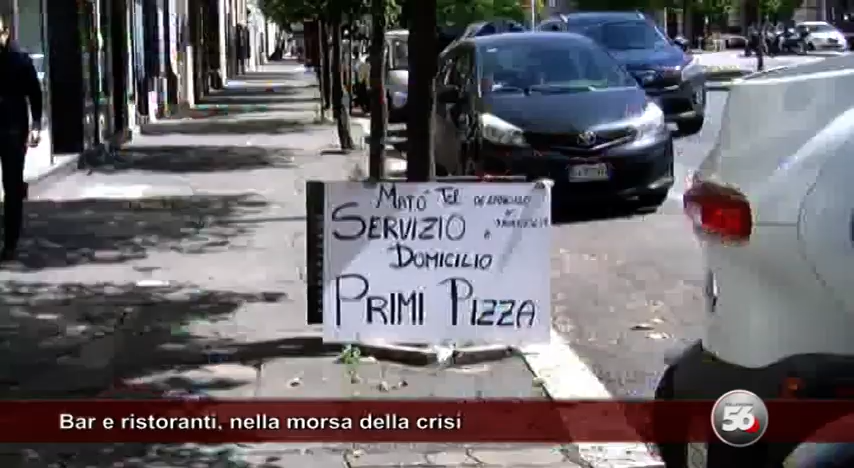 MATÒ TEL
SERVIZIO
DOMICILIO
PRIMI PIZZA
Bar e ristoranti, nella morsa della crisi
56